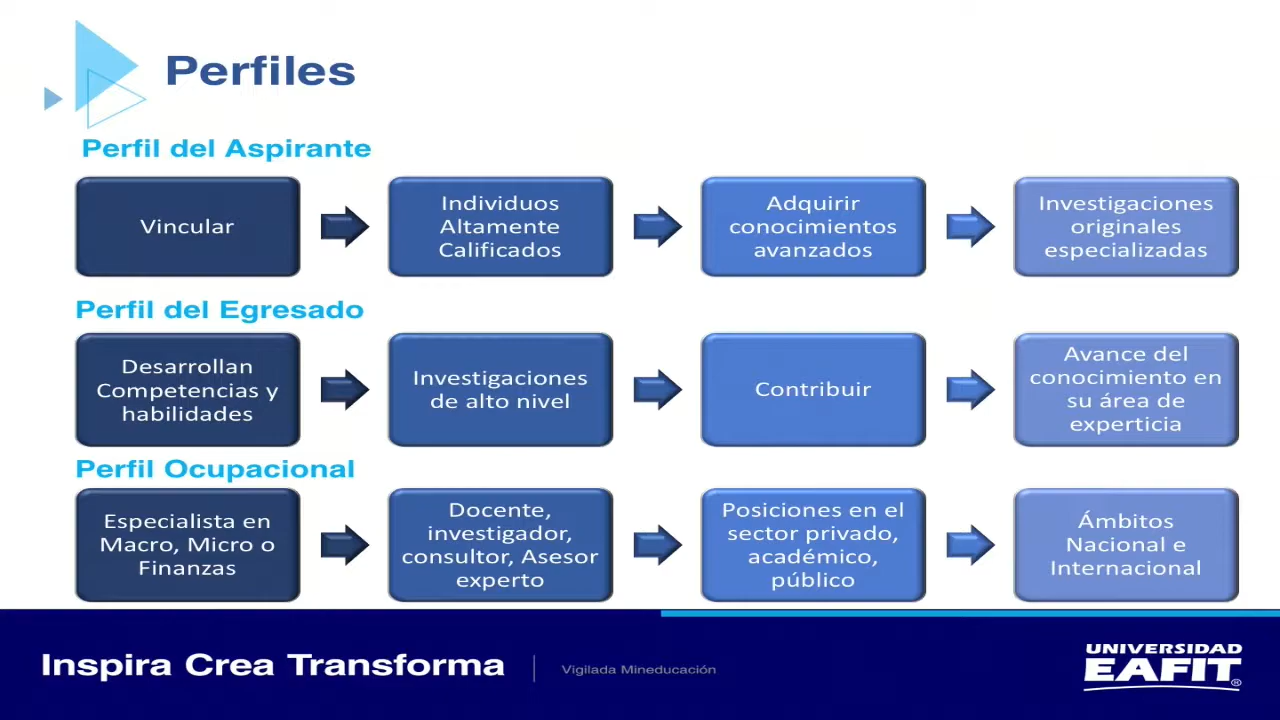 Perfiles
Perfil del Aspirante
Vincular
Individuos
Altamente
Calificados
Adquirir
conocimientos
avanzados
Investigaciones
originales
especializadas
Perfil del Egresado
Desarrollan
Competencias y
habilidades
Investigaciones
de alto nivel
Contribuir
Avance del
conocimiento en
su área de
experticia
Perfil Ocupacional
Especialista en
Macro, Micro o
Finanzas
Docente,
investigador,
consultor, Asesor
experto
Posiciones en el
sector privado,
académico,
público
Ámbitos
Nacional e
Internacional
Inspira Crea Transforma
Vigilada Mineducación
UNIVERSIDAD
EAFIT®